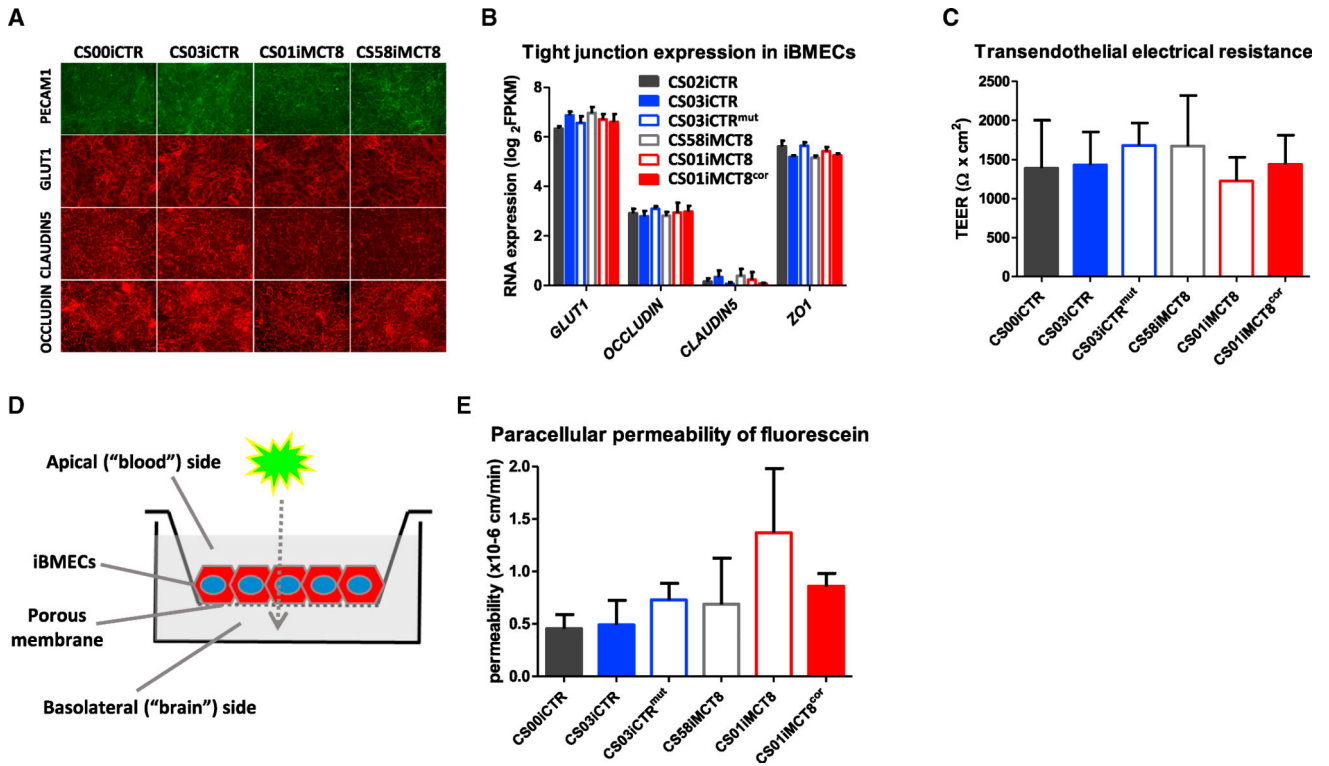 A
CS00iCTR CS03iCTR CS01iMCT8 CS58iMCT8
PECAM1
GLUT1
CLAUDIN5
OCCLUDIN
B
Tight junction expression in iBMECs
RNA expression (log 2FPKM)
8
6
4
2
0
CS02iCTR
CS03iCTR
CS03iCTRmut
CS58iMCT8
CS01iMCT8
CS01iMCT8cor
GLUT1
OCCLUDIN
CLAUDIN5
ZO1
C
Transendothelial electrical resistance
TEER (Ω x cm2)
2500
2000
1500
1000
500
0
CS00iCTR
CS03iCTR
CS03iCTRmut
CS58iMCT8
CS01iMCT8
CS01iMCT8cor
D
Apical (“blood”) side
iBMECs
Porous
membrane
Basolateral (“brain”) side
E
Paracellular permeability of fluorescein
permeability (x10-6 cm/min)
2.0
1.5
1.0
0.5
0.0
CS00iCTR
CS03iCTR
CS03iCTRmut
CS58iMCT8
CS01iMCT8
CS01iMCT8cor